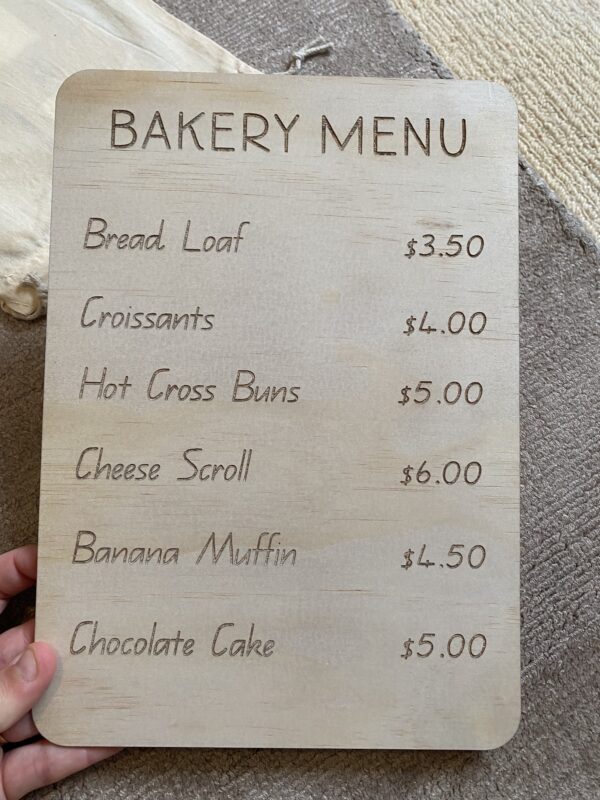 BAKERY MENU
Bread Loaf $3.50
Croissants $4.00
Hot Cross Buns $5.00
Cheese Scroll $6.00
Banana Muffin $4.50
Chocolate Cake $5.00